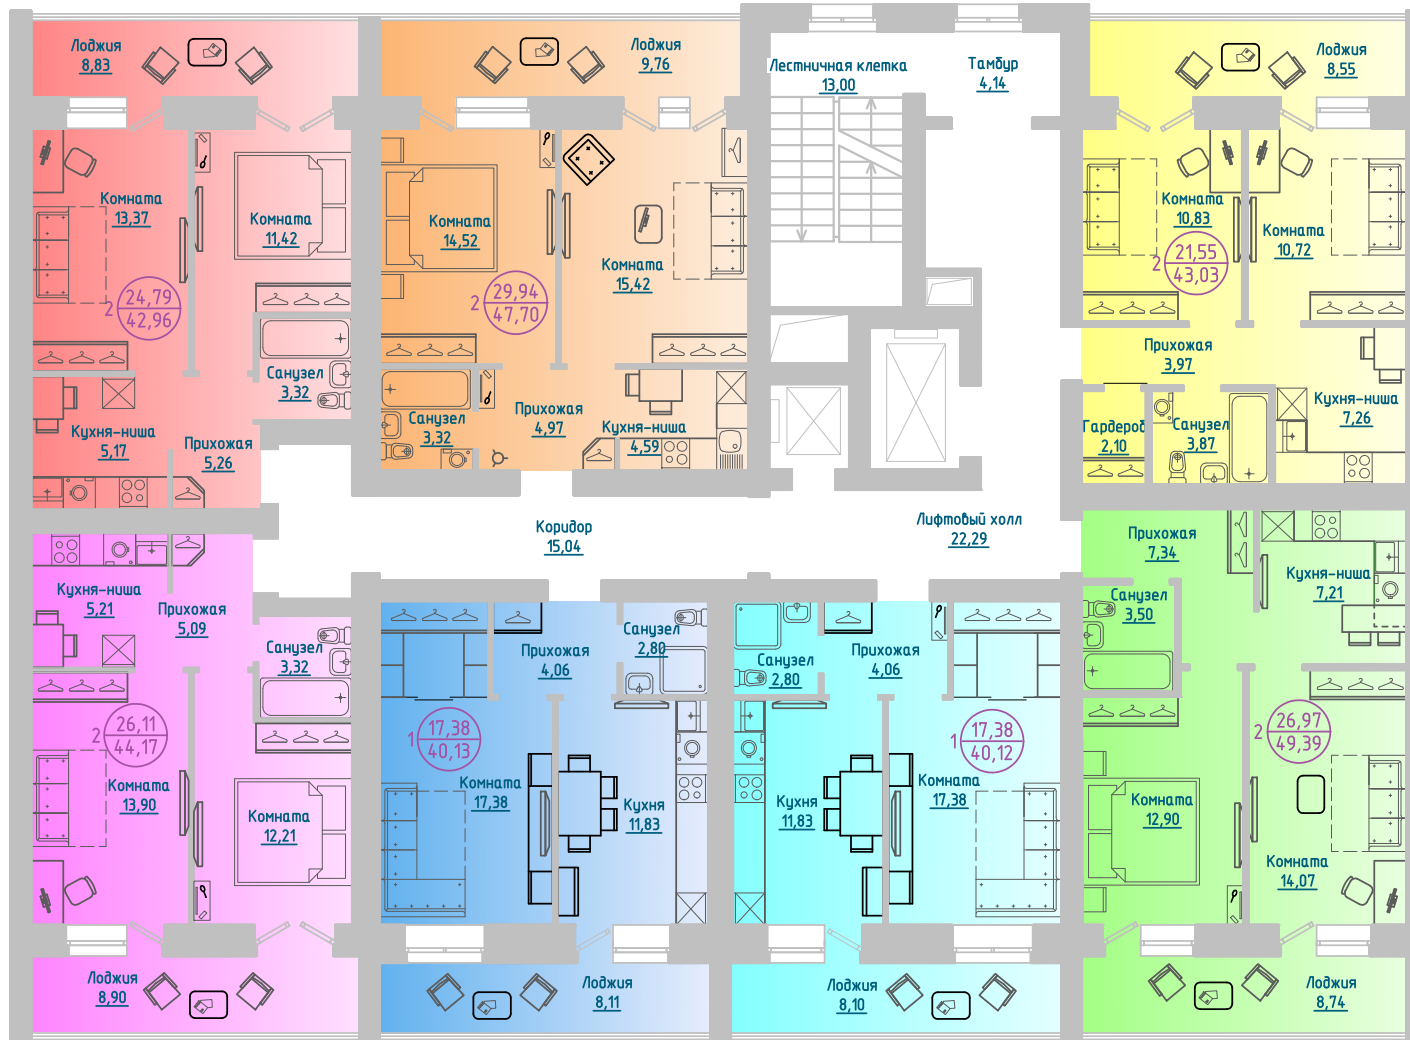 Лоджия
8,83
Лоджия
9,76
Лестничная клетка
13,00
Тамбур
4,14
Лоджия
8,55
Комната
13,37
Комната
11,42
24,79
2
42,96
Санузел
3,32
Кухня-ниша
5,17
Прихожая
5,26
Комната
14,52
Комната
15,42
29,94
2
47,70
Санузел
3,32
Прихожая
4,97
Кухня-ниша
4,59
Комната
10,83
Комната
10,72
21,55
2
43,03
Прихожая
3,97
Гардероб
2,10
Санузел
3,87
Кухня-ниша
7,26
Коридор
15,04
Лифтовый холл
22,29
Кухня-ниша
5,21
Прихожая
5,09
Санузел
3,32
26,11
2
44,17
Комната
13,90
Комната
12,21
Лоджия
8,90
Прихожая
4,06
Санузел
2,80
17,38
1
40,13
Комната
17,38
Кухня
11,83
Лоджия
8,11
Санузел
2,80
Прихожая
4,06
17,38
1
40,12
Кухня
11,83
Комната
17,38
Лоджия
8,10
Прихожая
7,34
Кухня-ниша
7,21
Санузел
3,50
26,97
2
49,39
Комната
12,90
Комната
14,07
Лоджия
8,74